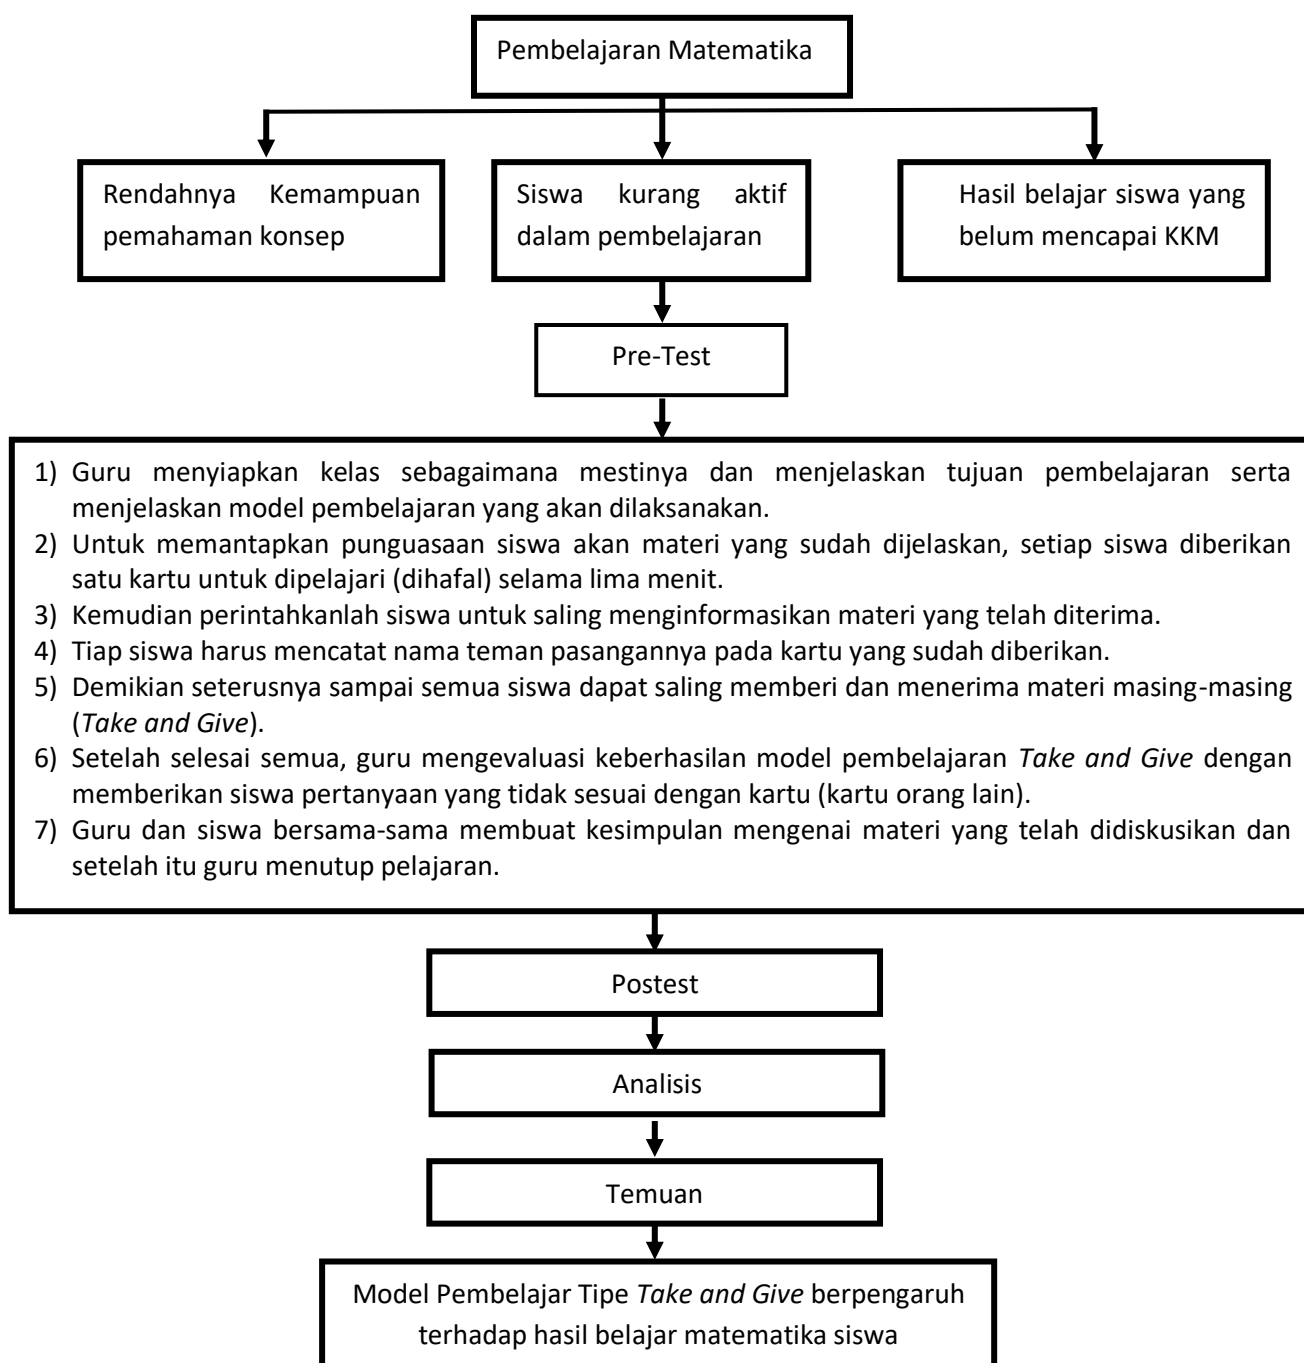 Pembelajaran Matematika
Rendahnya Kemampuan
pemahaman konsep
Siswa kurang aktif
dalam pembelajaran
Hasil belajar siswa yang
belum mencapai KKM
Pre-Test
1) Guru menyiapkan kelas sebagaimana mestinya dan menjelaskan tujuan pembelajaran serta
menjelaskan model pembelajaran yang akan dilaksanakan.
2) Untuk memantapkan punguasaan siswa akan materi yang sudah dijelaskan, setiap siswa diberikan
satu kartu untuk dipelajari (dihafal) selama lima menit.
3) Kemudian perintahkanlah siswa untuk saling menginformasikan materi yang telah diterima.
4) Tiap siswa harus mencatat nama teman pasangannya pada kartu yang sudah diberikan.
5) Demikian seterusnya sampai semua siswa dapat saling memberi dan menerima materi masing-masing
(Take and Give).
6) Setelah selesai semua, guru mengevaluasi keberhasilan model pembelajaran Take and Give dengan
memberikan siswa pertanyaan yang tidak sesuai dengan kartu (kartu orang lain).
7) Guru dan siswa bersama-sama membuat kesimpulan mengenai materi yang telah didiskusikan dan
setelah itu guru menutup pelajaran.
Postest
Analisis
Temuan
Model Pembelajar Tipe Take and Give berpengaruh
terhadap hasil belajar matematika siswa